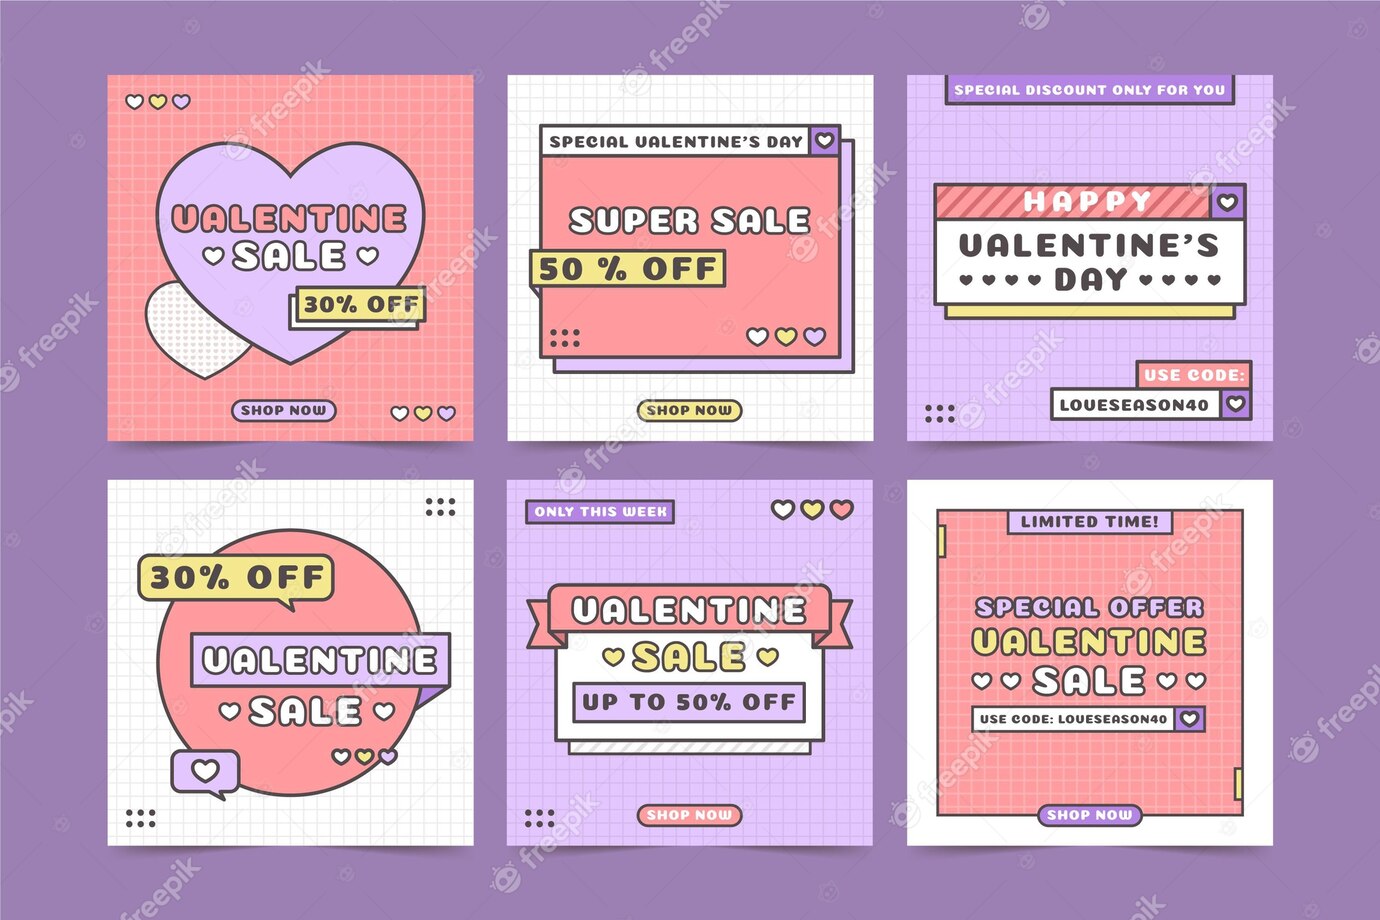 VALENTINE
SALE
30% OFF
SHOP NOW
SPECIAL VALENTINE'S DAY
SUPER SALE
50 % OFF
SHOP NOW
SPECIAL DISCOUNT ONLY FOR YOU
HAPPY
VALENTINE'S
DAY
USE CODE:
LOVESEASON40
30% OFF
VALENTINE
SALE
ONLY THIS WEEK
VALENTINE
SALE
UP TO 50% OFF
SHOP NOW
LIMITED TIME!
SPECIAL OFFER
VALENTINE
SALE
USE CODE: LOVESEASON40
SHOP NOW
freepik